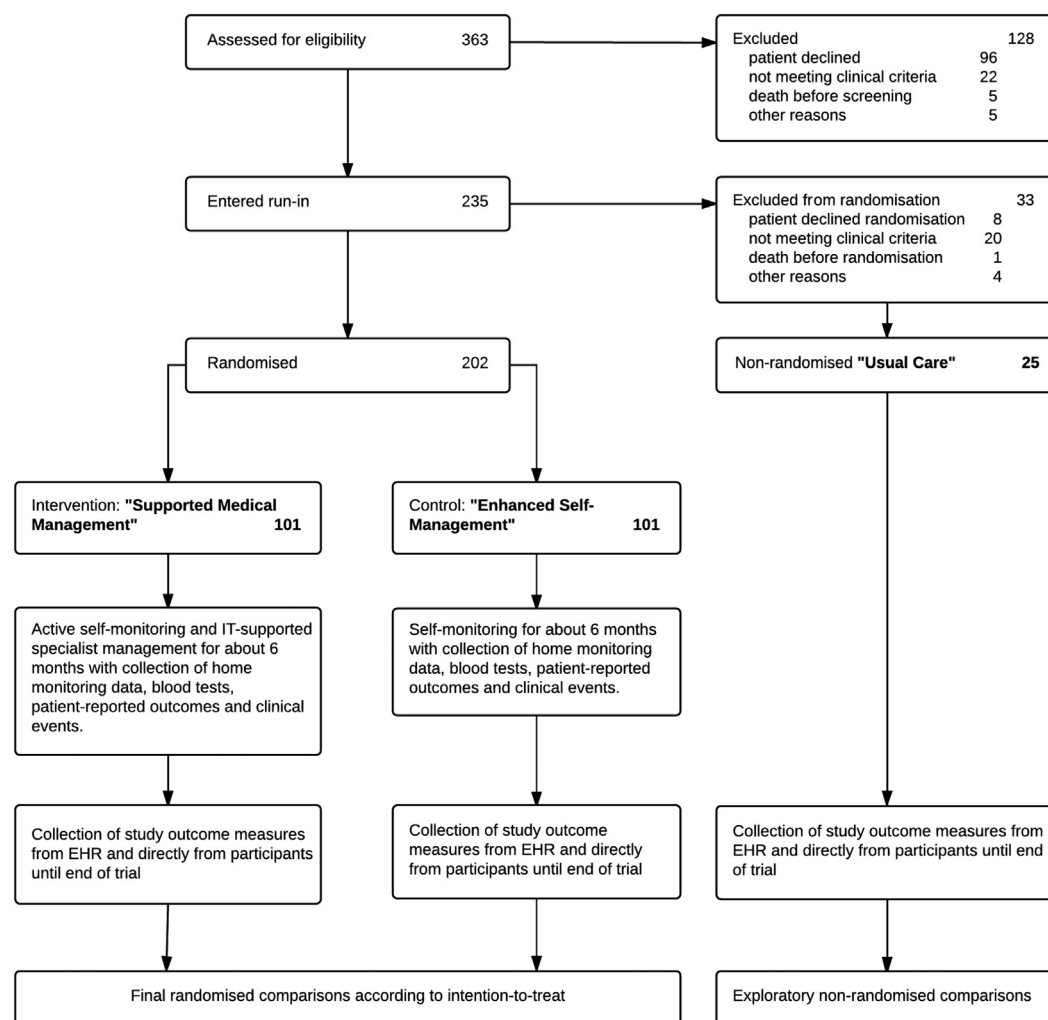 Assessed for eligibility 363
Excluded 128
patient declined 96
not meeting clinical criteria 22
death before screening 5
other reasons 5
Entered run-in 235
Excluded from randomisation 33
patient declined randomisation 8
not meeting clinical criteria 20
death before randomisation 1
other reasons 4
Randomised 202
Non-randomised "Usual Care" 25
Intervention: "Supported Medical
Management" 101
Control: "Enhanced Self-
Management" 101
Active self-monitoring and IT-supported
specialist management for about 6
months with collection of home
monitoring data, blood tests,
patient-reported outcomes and clinical
events.
Self-monitoring for about 6 months
with collection of home monitoring
data, blood tests, patient-reported
outcomes and clinical events.
Collection of study outcome measures
from EHR and directly from participants
until end of trial
Collection of study outcome
measures from EHR and directly
from participants until end of trial
Collection of study outcome measures from
EHR and directly from participants until end
of trial
Final randomised comparisons according to intention-to-treat
Exploratory non-randomised comparisons